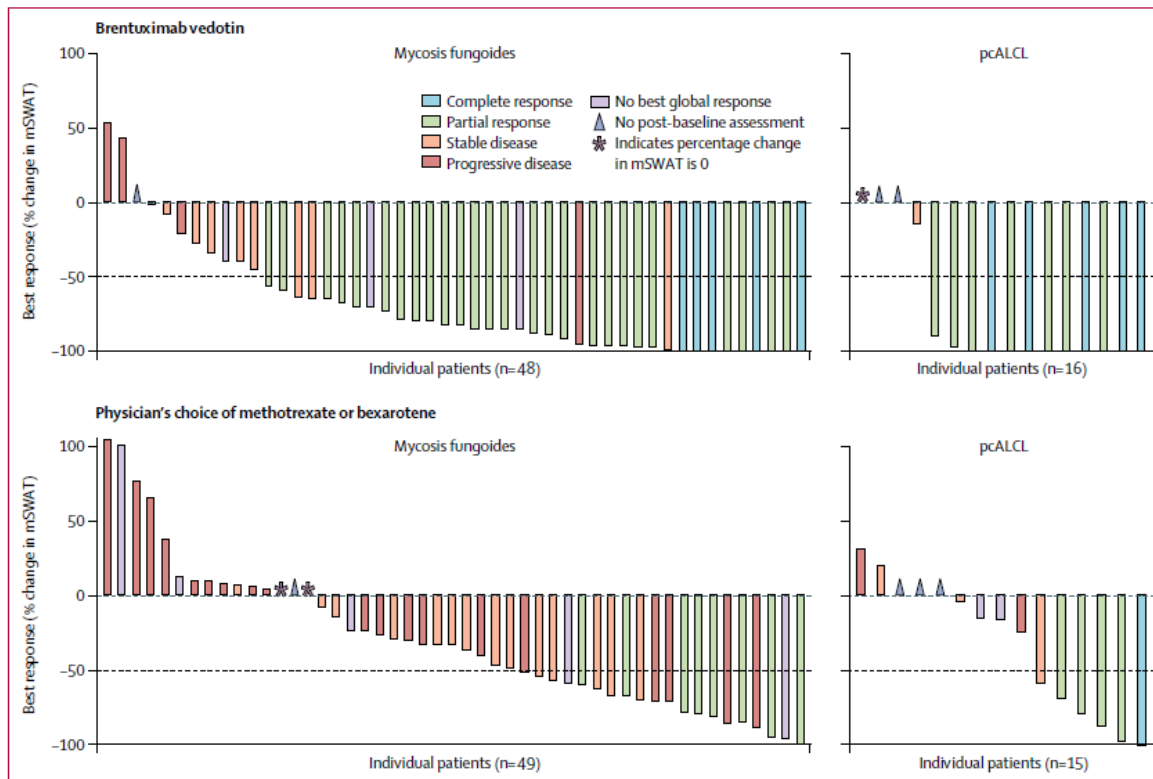 Brentuximab vedotin
Mycosis fungoides
pcALCL
Best response (% change in mSWAT)
100
50
0
−50
−100
Complete response
Partial response
Stable disease
Progressive disease
No best global response
No post-baseline assessment
Indicates percentage change
in mSWAT is 0
Individual patients (n=48)
Individual patients (n=16)
Physician's choice of methotrexate or bexarotene
Mycosis fungoides
pcALCL
Best response (% change in mSWAT)
100
50
0
−50
−100
Individual patients (n=49)
Individual patients (n=15)